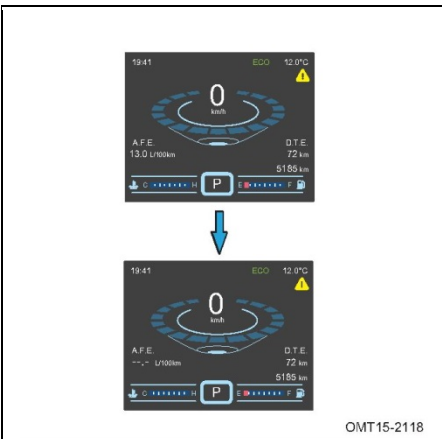 19:41 ECO 12.0°C
0
km/h
A.F.E. D.T.E.
13.0 L/100km 72 km
5185 km
C H P E F
19:41 ECO 12.0°C
0
km/h
A.F.E. D.T.E.
--.- L/100km 72 km
5185 km
C H P E F
OMT15-2118